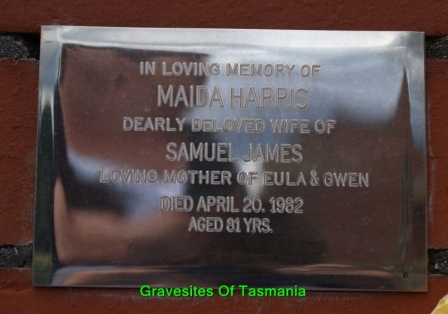 IN LOVING MEMORY OF
MAIDA HARRIS
DEARLY BELOVED WIFE OF
SAMUEL JAMES
LOVING MOTHER OF EULA & GWEN
DIED APRIL 20, 1982
AGED 81 YRS.
Gravesites Of Tasmania